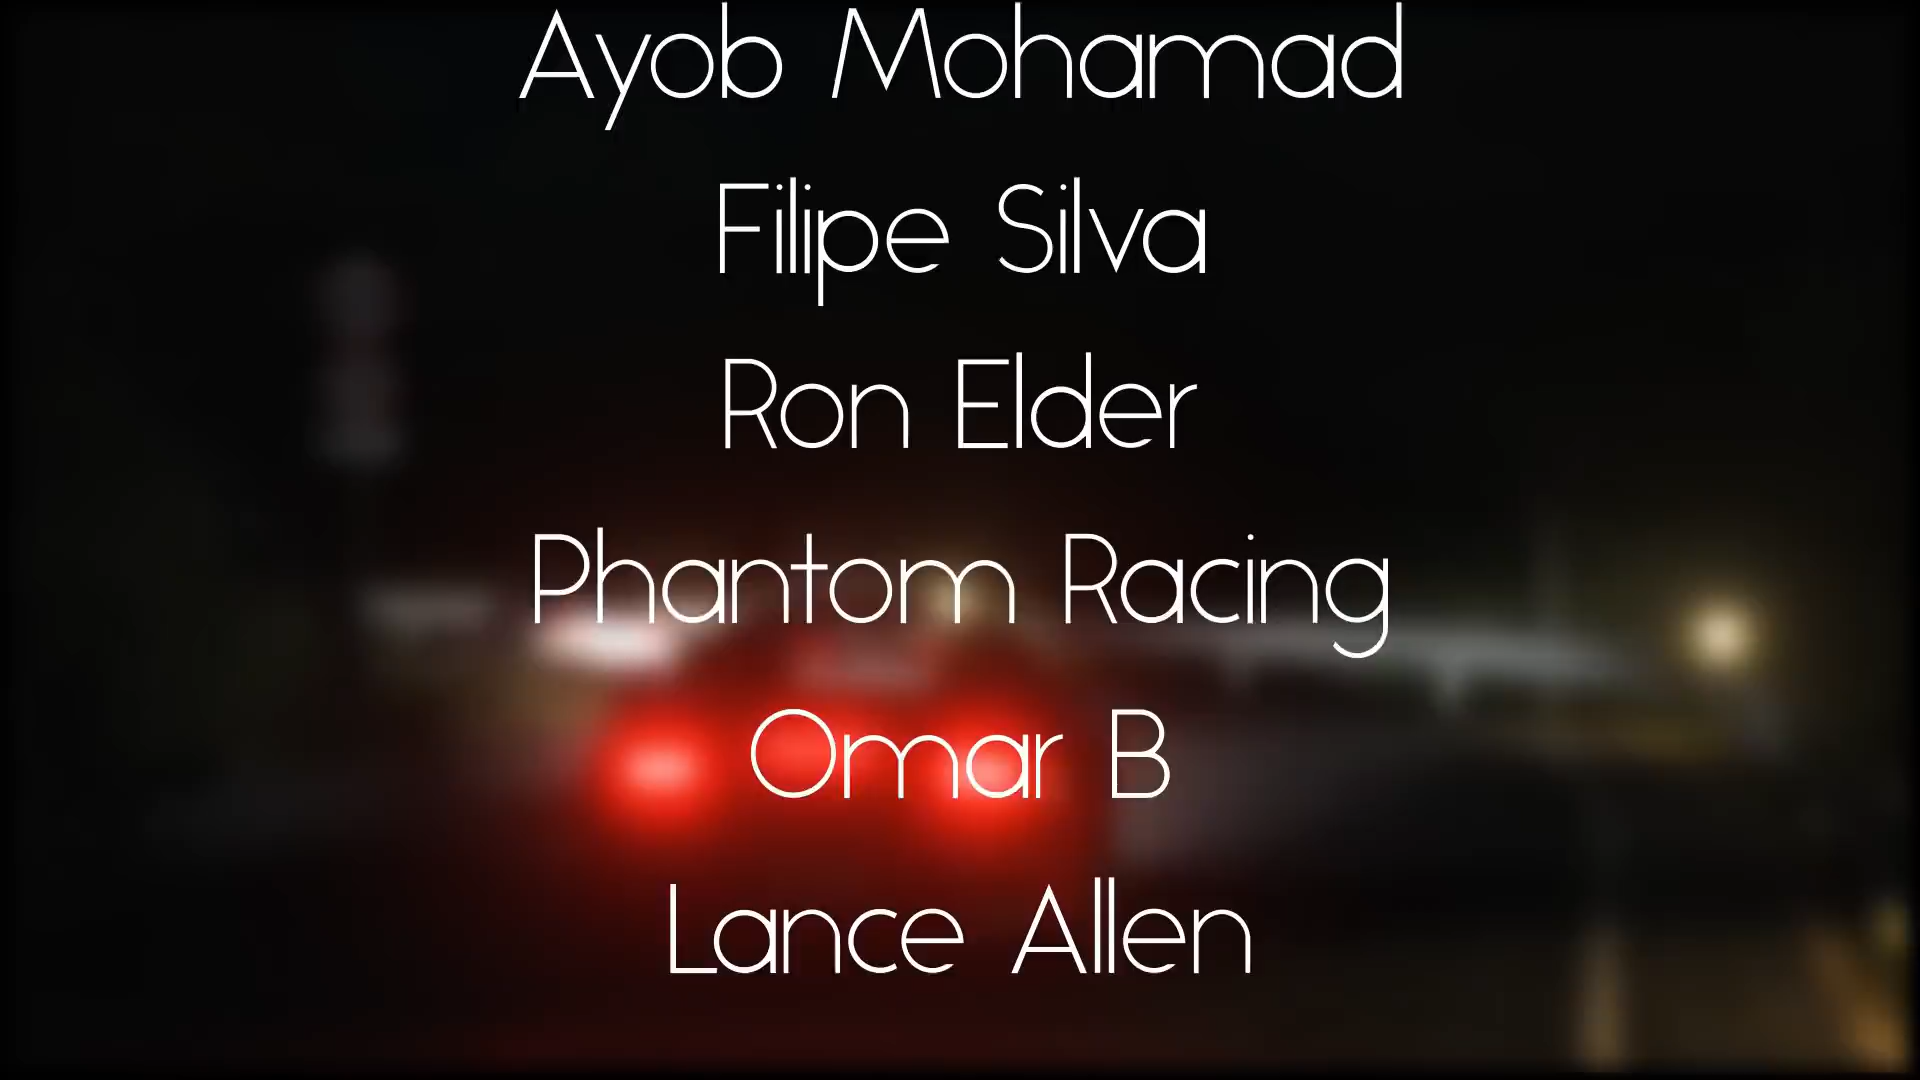 Ayob Mohamad
Filipe Silva
Ron Elder
Phantom Racing
Omar B
Lance Allen